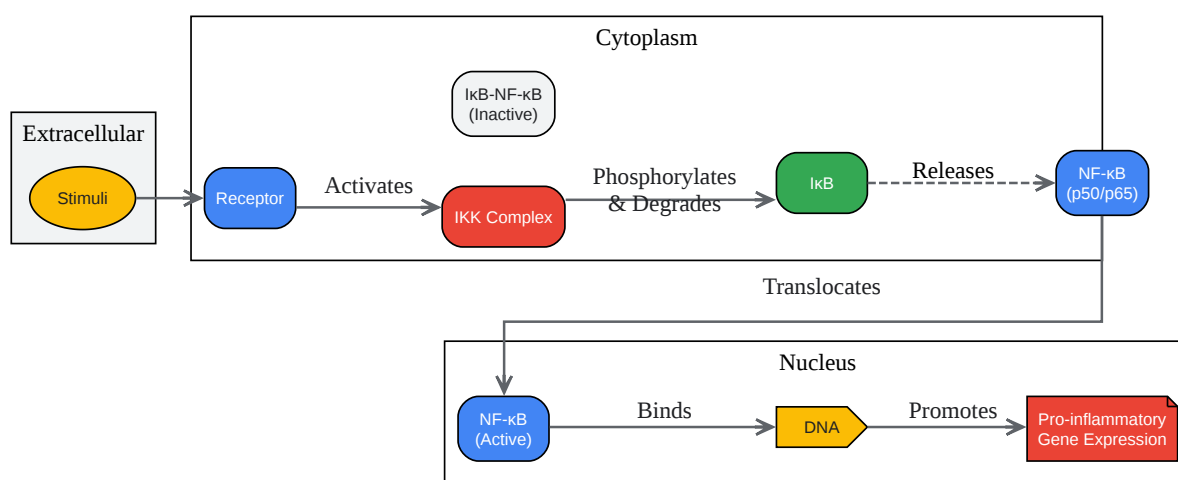 Cytoplasm
IκB-NF-κB
(Inactive)
Extracellular
Stimuli
Receptor
Activates
IKK Complex
Phosphorylates
& Degrades
IκB
Releases
NF-κB
(p50/p65)
Translocates
Nucleus
NF-κB
(Active)
Binds
DNA
Promotes
Pro-inflammatory
Gene Expression